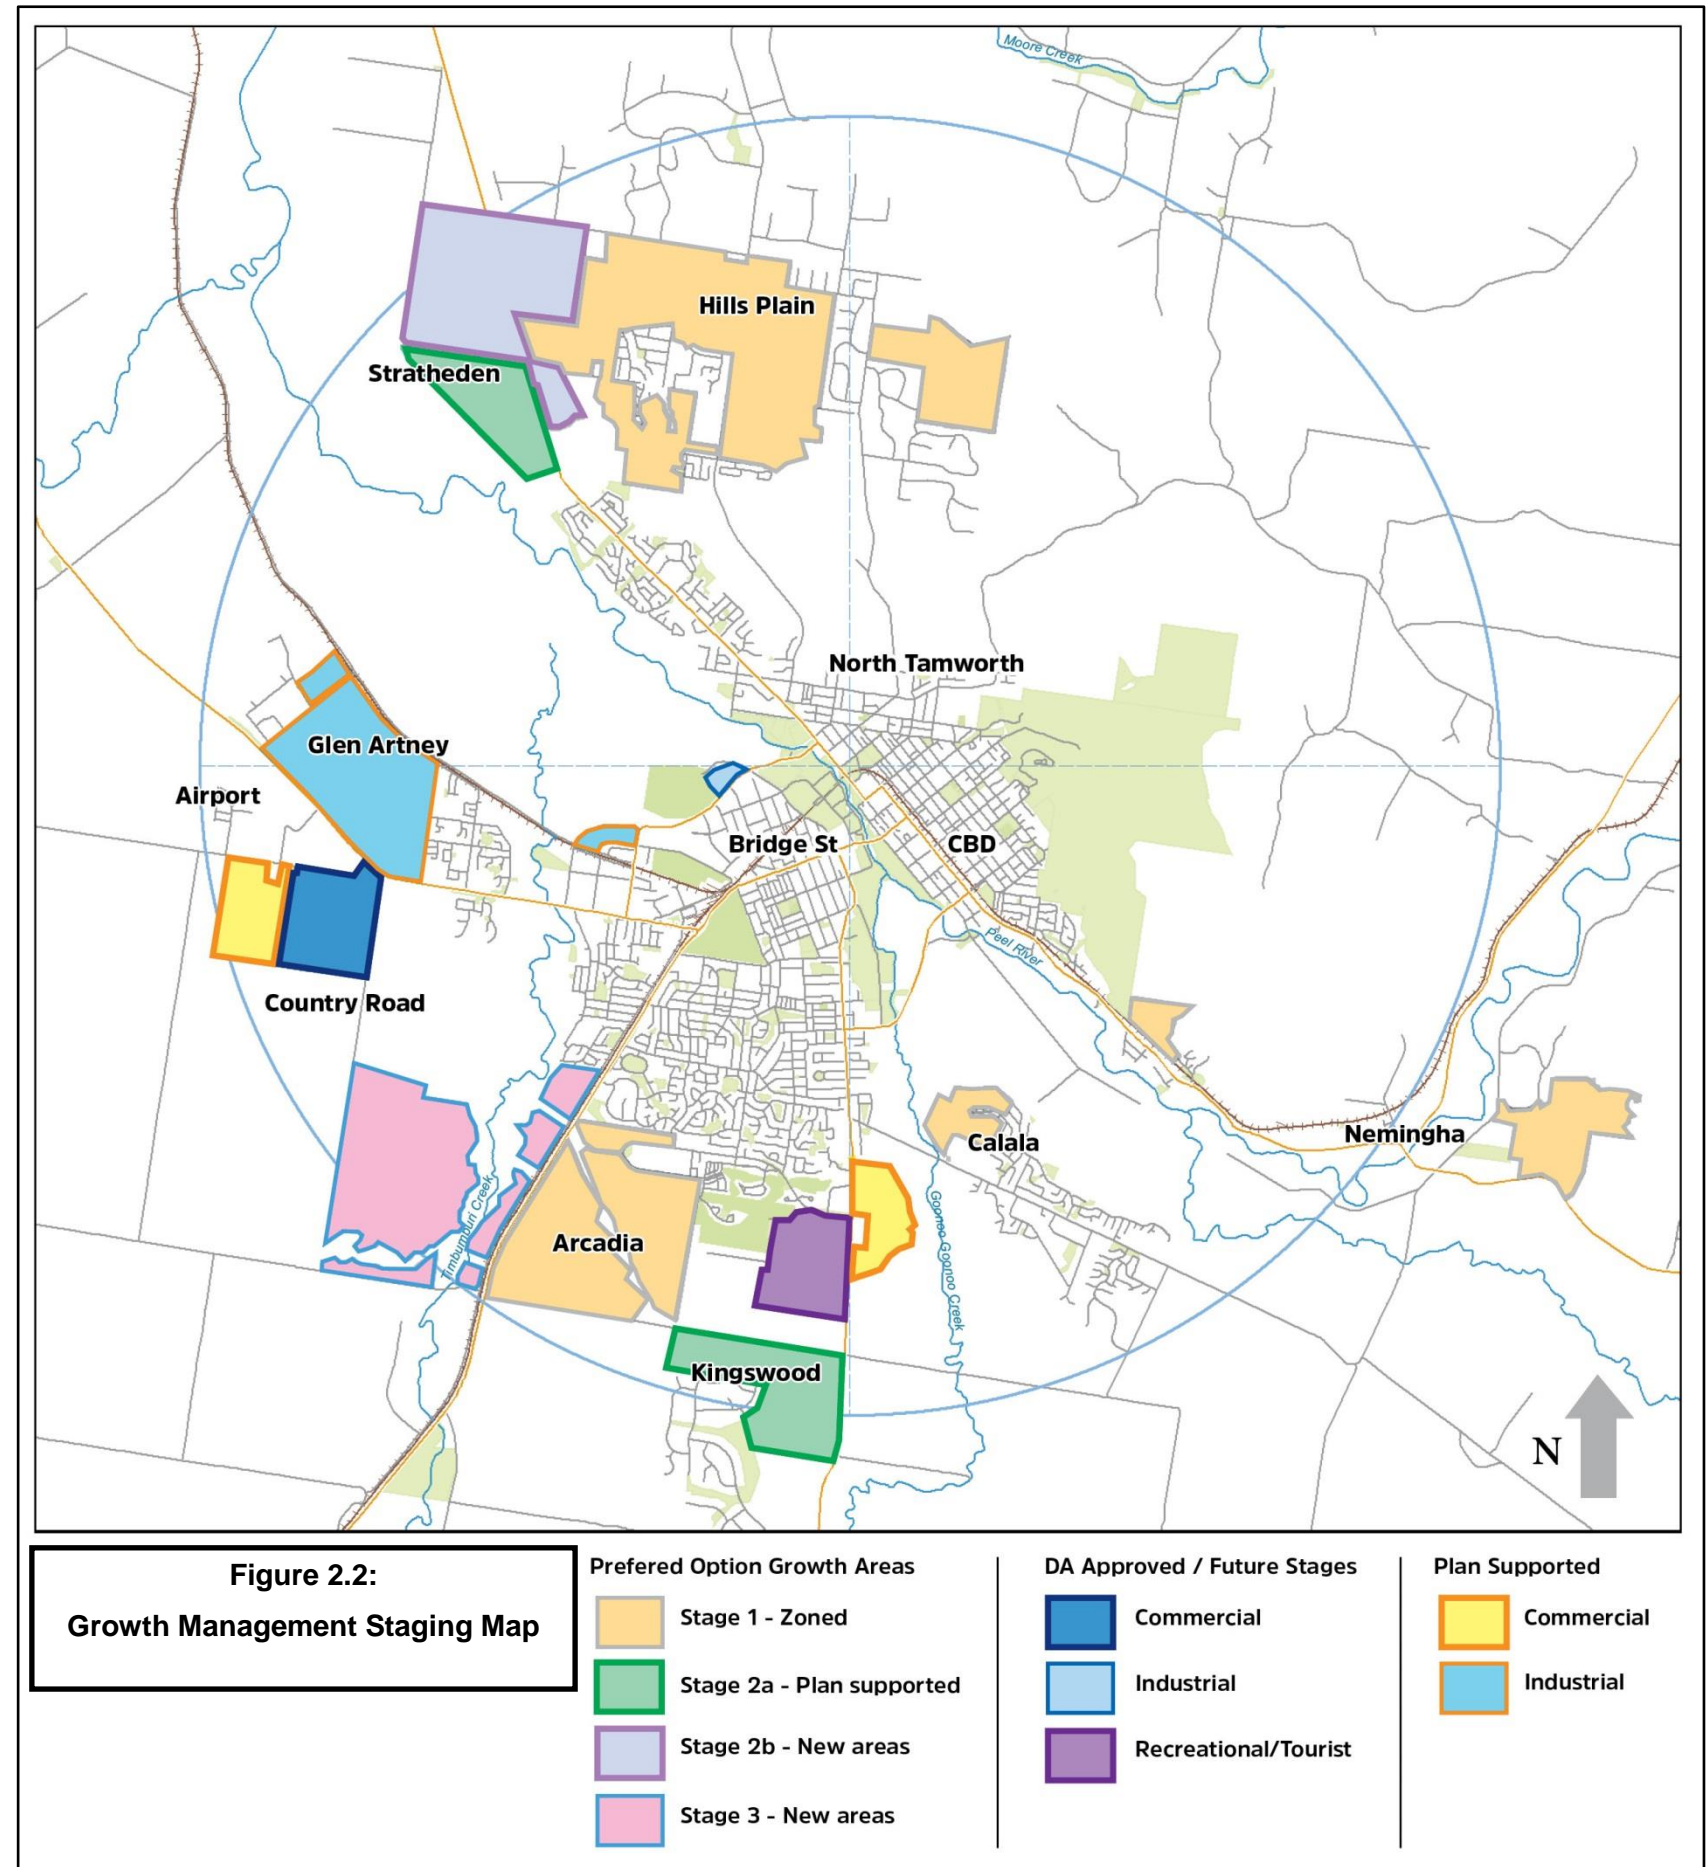 Moore Creek
Hills Plain
Stratheden
North Tamworth
Glen Artney
Airport
Bridge St
CBD
Peel River
Country Road
Calala
Nemingha
Timbumburi Creek
Goonoo Goonoo Creek
Arcadia
Kingswood
N
Figure 2.2:
Growth Management Staging Map
Prefered Option Growth Areas
Stage 1 - Zoned
Stage 2a - Plan supported
Stage 2b - New areas
Stage 3 - New areas
DA Approved / Future Stages
Commercial
Industrial
Recreational/Tourist
Plan Supported
Commercial
Industrial